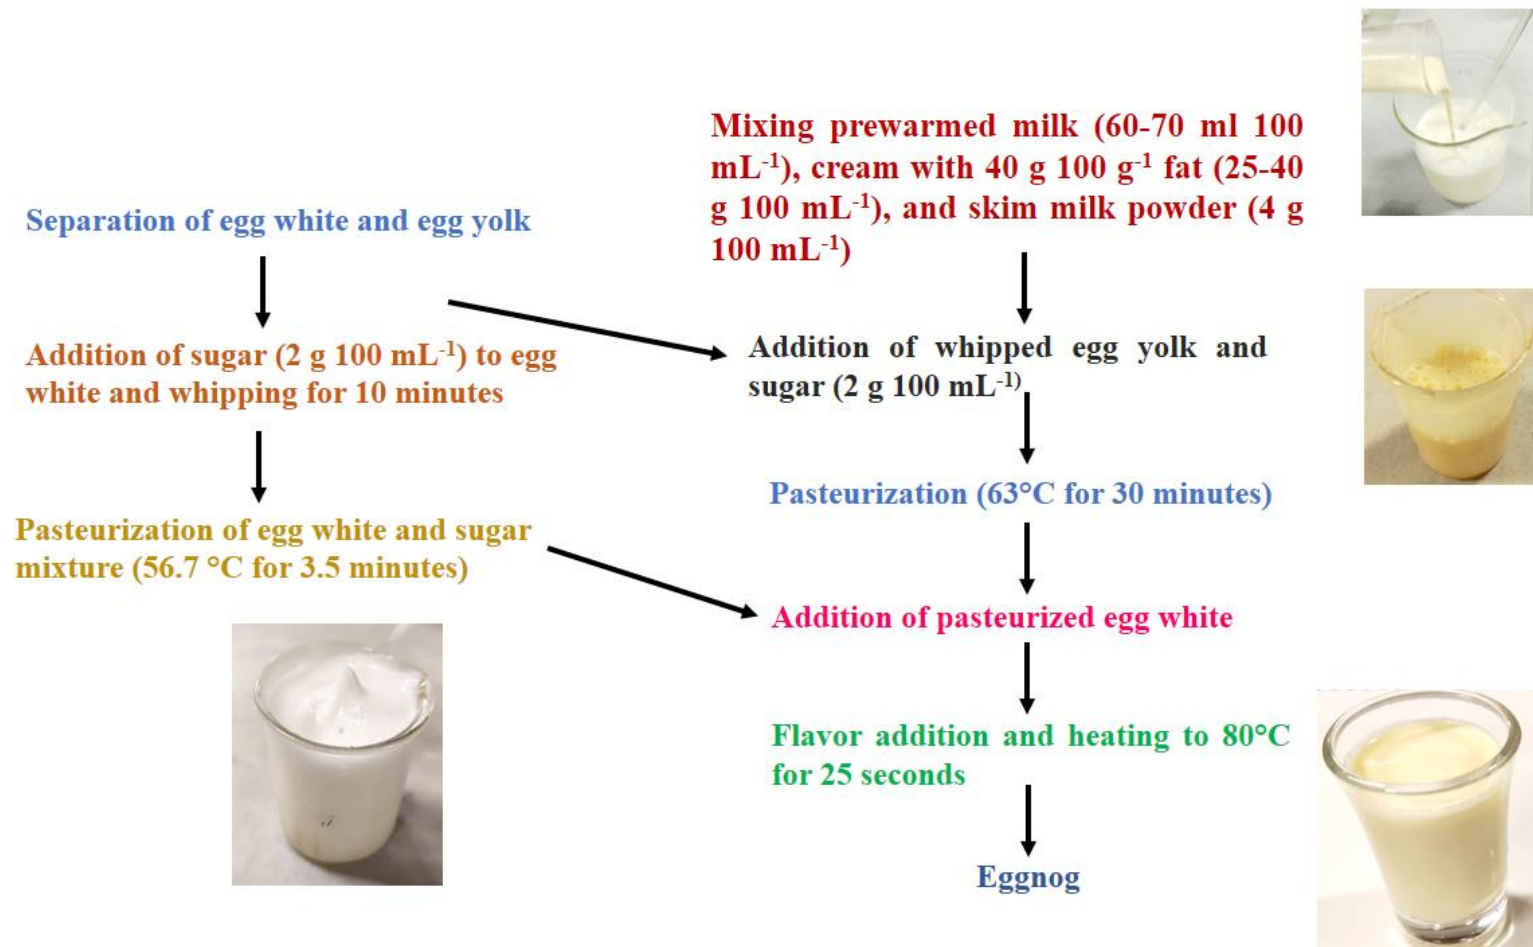 Separation of egg white and egg yolk
Addition of sugar (2 g 100 mL⁻¹) to egg
white and whipping for 10 minutes
Pasteurization of egg white and sugar
mixture (56.7 °C for 3.5 minutes)
Mixing prewarmed milk (60-70 ml 100
mL⁻¹), cream with 40 g 100 g⁻¹ fat (25-40
g 100 mL⁻¹), and skim milk powder (4 g
100 mL⁻¹)
Addition of whipped egg yolk and
sugar (2 g 100 mL⁻¹⁾
Pasteurization (63°C for 30 minutes)
Addition of pasteurized egg white
Flavor addition and heating to 80°C
for 25 seconds
Eggnog